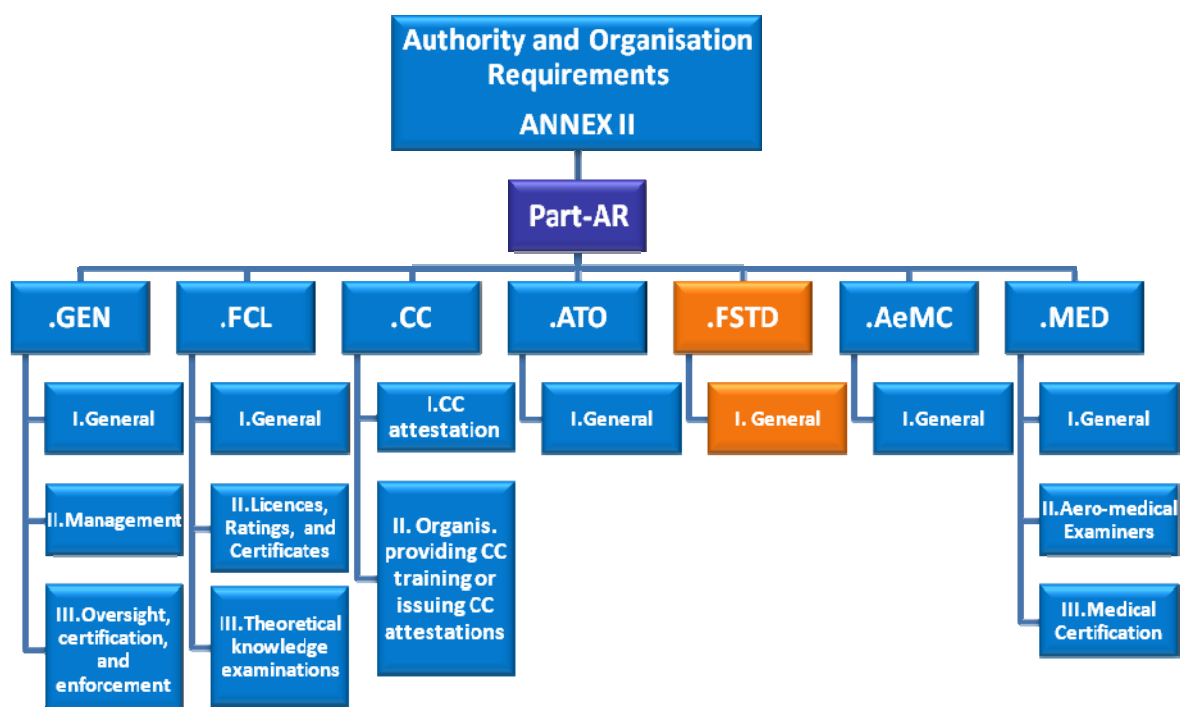 Authority and Organisation
Requirements
ANNEX II
Part-AR
.GEN
.FCL
.CC
.ATO
.FSTD
.AeMC
.MED
I.General
II.Management
III.Oversight,
certification,
and
enforcement
I.General
II.Licences,
Ratings, and
Certificates
III.Theoretical
knowledge
examinations
I.CC
attestation
II. Organis.
providing CC
training or
issuing CC
attestations
I.General
I. General
I.General
I.General
II.Aero-medical
Examiners
III.Medical
Certification